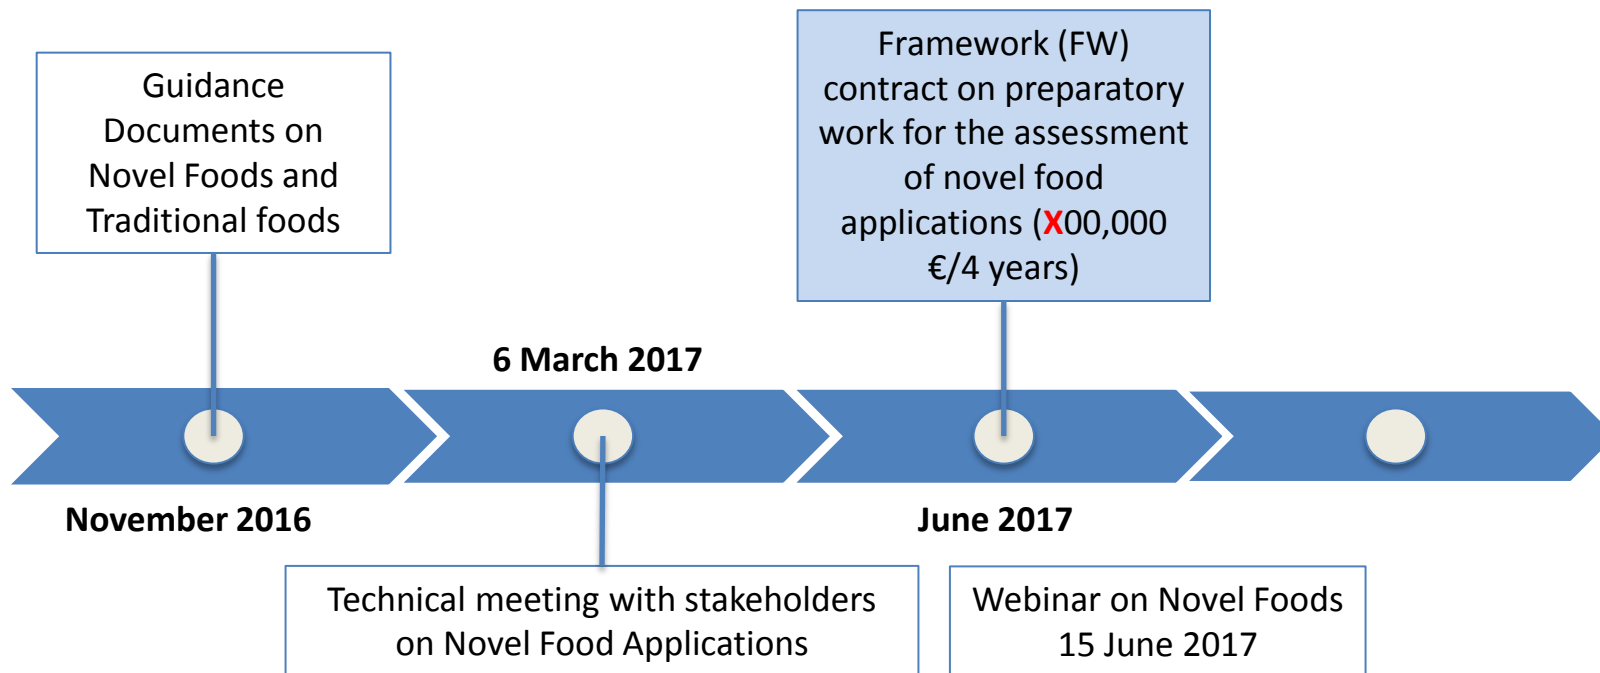 Guidance
Documents on
Novel Foods and
Traditional foods
Framework (FW)
contract on preparatory
work for the assessment
of novel food
applications (X00,000
€/4 years)
6 March 2017
November 2016
June 2017
Technical meeting with stakeholders
on Novel Food Applications
Webinar on Novel Foods
15 June 2017